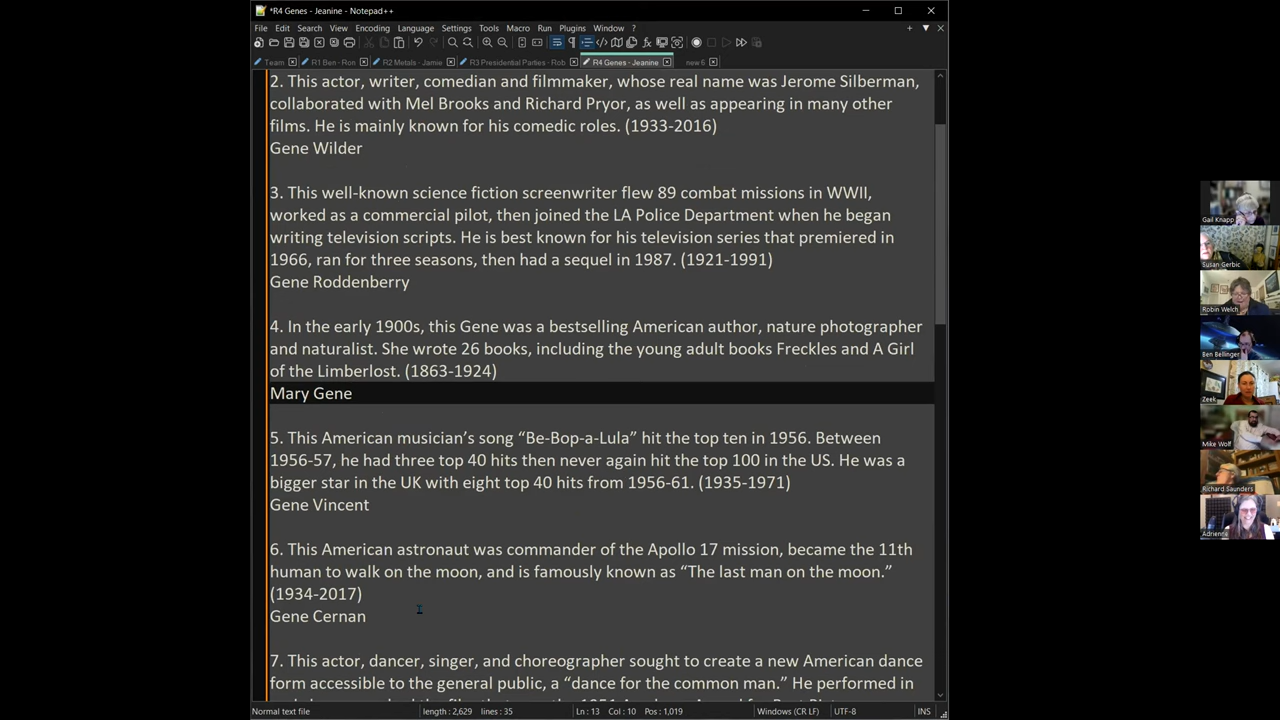 *R4 Genes - Jeanine - Notepad++
File Edit Search View Encoding Language Settings Tools Macro Run Plugins Window ?
Team R1 Ben - Ron R2 Metals - Jamie R3 Presidential Parties - Rob R4 Genes - Jeanine new 6
2. This actor, writer, comedian and filmmaker, whose real name was Jerome Silberman,
collaborated with Mel Brooks and Richard Pryor, as well as appearing in many other
films. He is mainly known for his comedic roles. (1933-2016)
Gene Wilder
3. This well-known science fiction screenwriter flew 89 combat missions in WWII,
worked as a commercial pilot, then joined the LA Police Department when he began
writing television scripts. He is best known for his television series that premiered in
1966, ran for three seasons, then had a sequel in 1987. (1921-1991)
Gene Roddenberry
4. In the early 1900s, this Gene was a bestselling American author, nature photographer
and naturalist. She wrote 26 books, including the young adult books Freckles and A Girl
of the Limberlost. (1863-1924)
Mary Gene
5. This American musician’s song “Be-Bop-a-Lula” hit the top ten in 1956. Between
1956-57, he had three top 40 hits then never again hit the top 100 in the US. He was a
bigger star in the UK with eight top 40 hits from 1956-61. (1935-1971)
Gene Vincent
6. This American astronaut was commander of the Apollo 17 mission, became the 11th
human to walk on the moon, and is famously known as “The last man on the moon.”
(1934-2017)
Gene Cernan
7. This actor, dancer, singer, and choreographer sought to create a new American dance
form accessible to the general public, a “dance for the common man.” He performed in
Normal text file length : 2,629 lines : 35 Ln : 13 Col : 10 Pos : 1,019 Windows (CR LF) UTF-8 INS
Gail Knapp
Susan Gerbic
Robin Welch
Ben Bellinger
Zeek
Mike Wolf
Richard Saunders
Adrienne